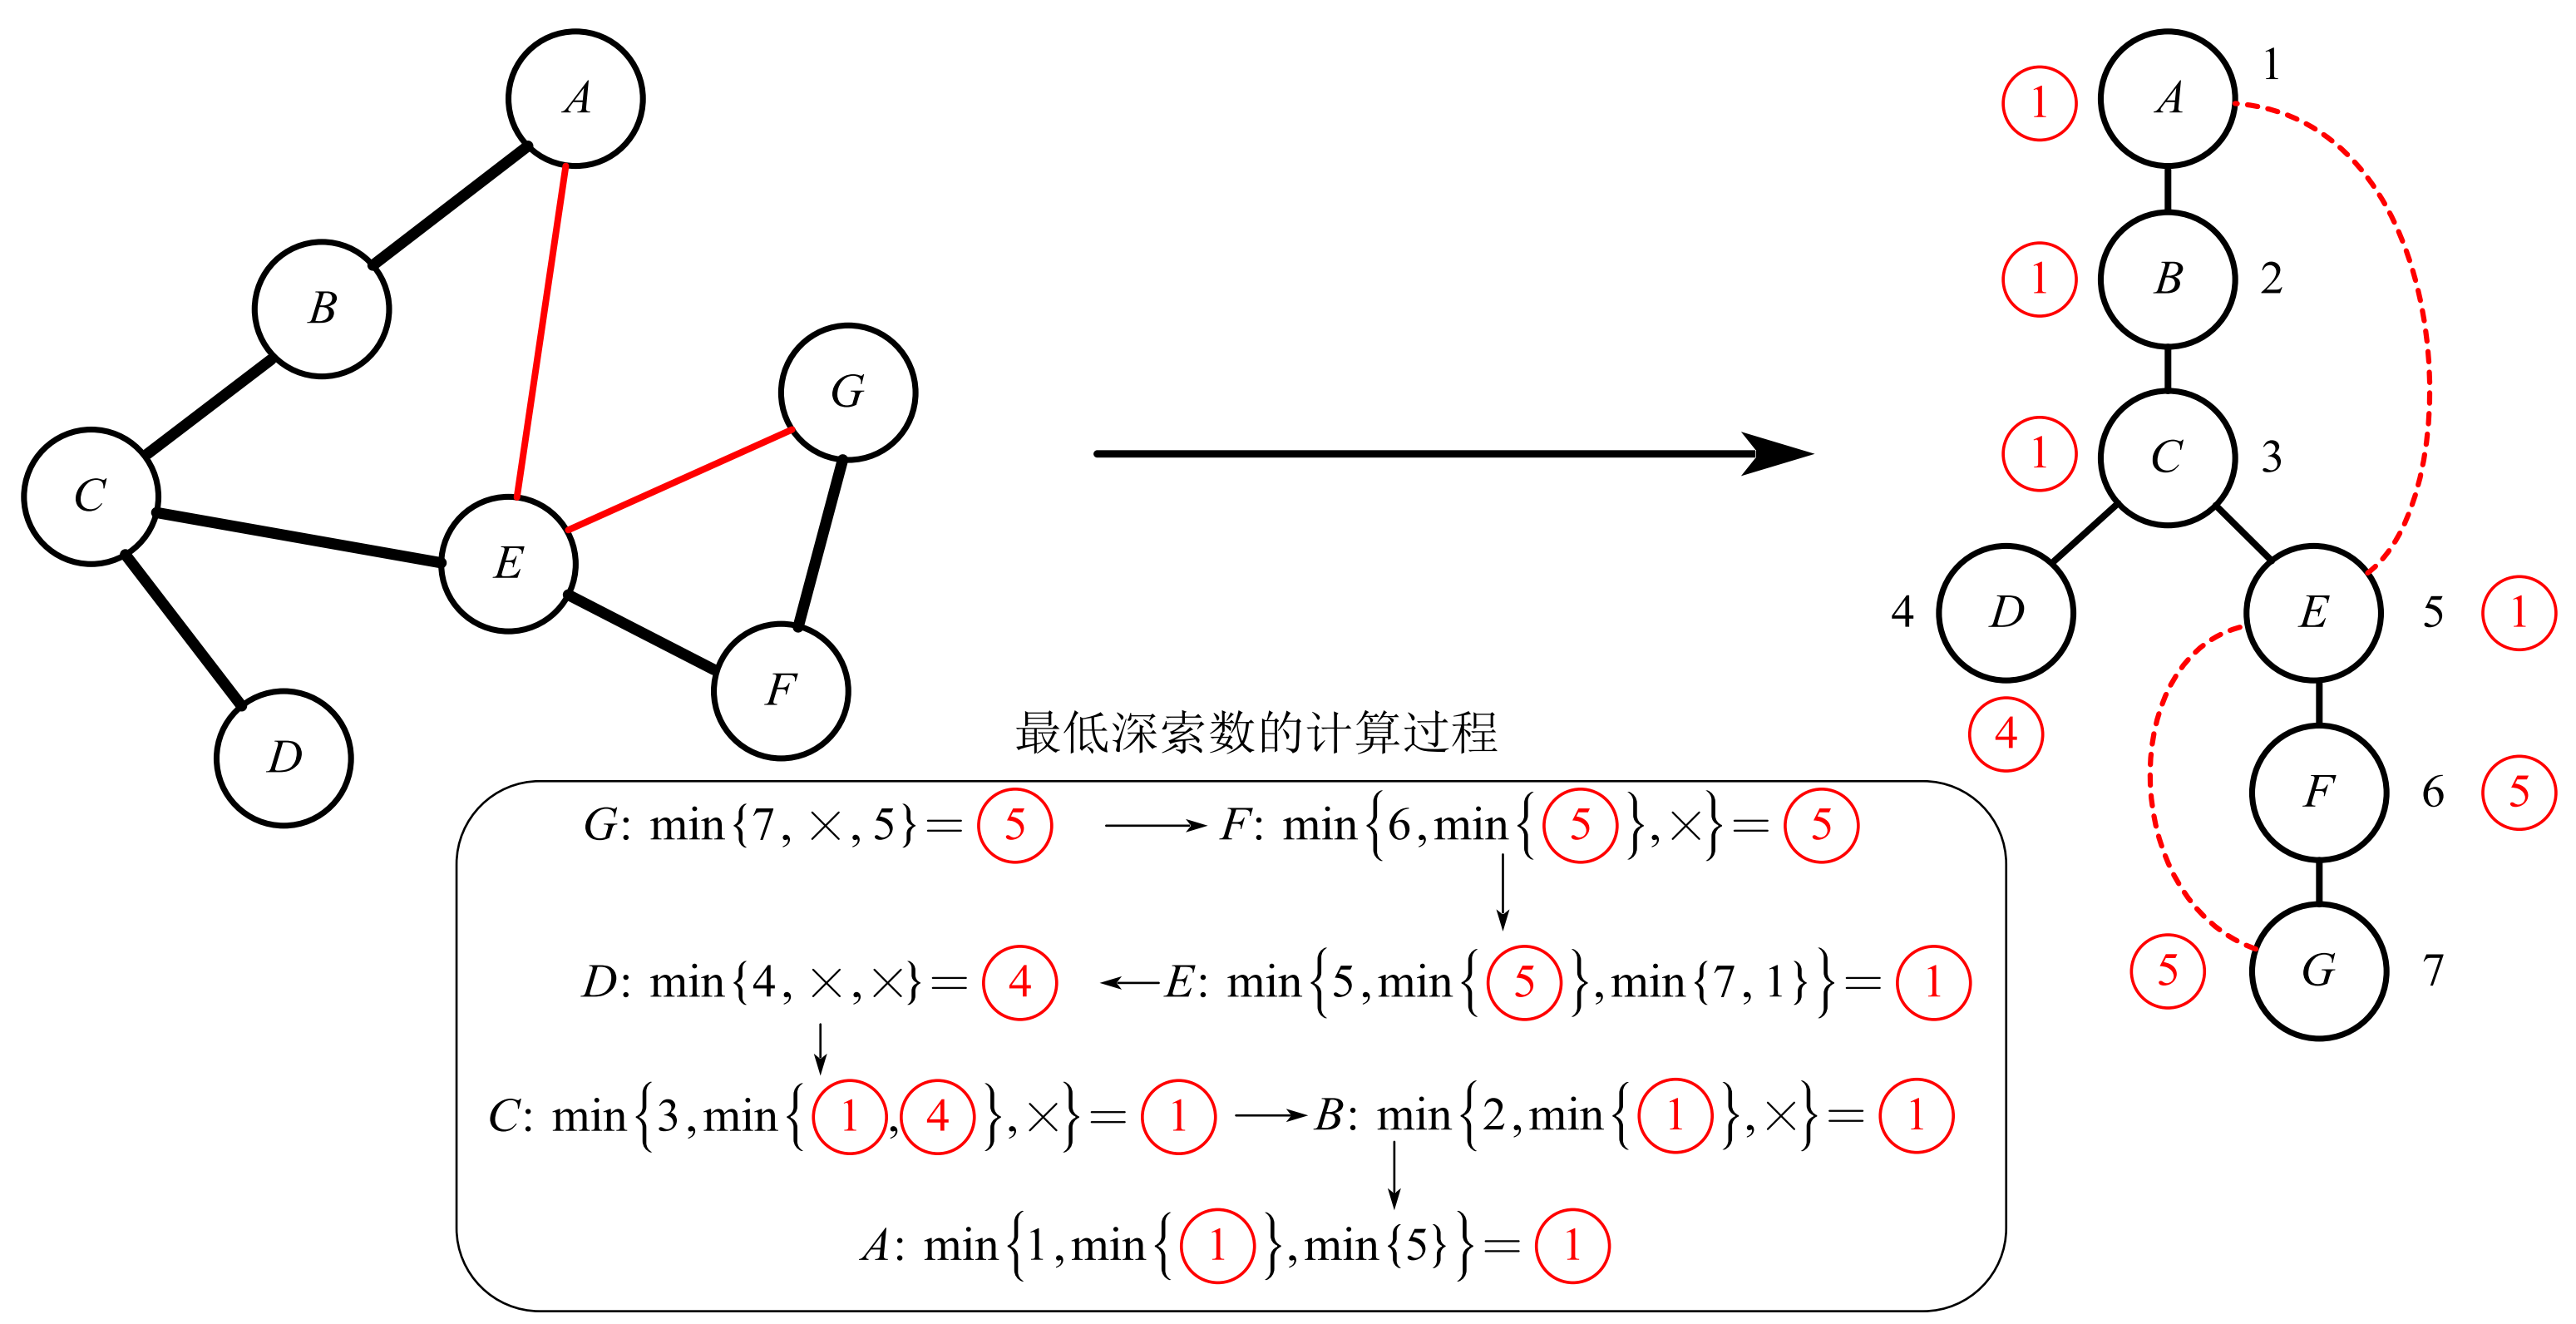 A
B
G
C
E
F
D
1 A 1
1 B 2
1 C 3
4 D
E 5 1
4
F 6 5
5 G 7
最低深索数的计算过程
G: min{7, ×, 5}= 5 → F: min{6,min{5},×}= 5
D: min{4, ×,×}= 4 ← E: min{5,min{5},min{7, 1}}= 1
C: min{3,min{1,4},×}= 1 → B: min{2,min{1},×}= 1
A: min{1,min{1},min{5}}= 1